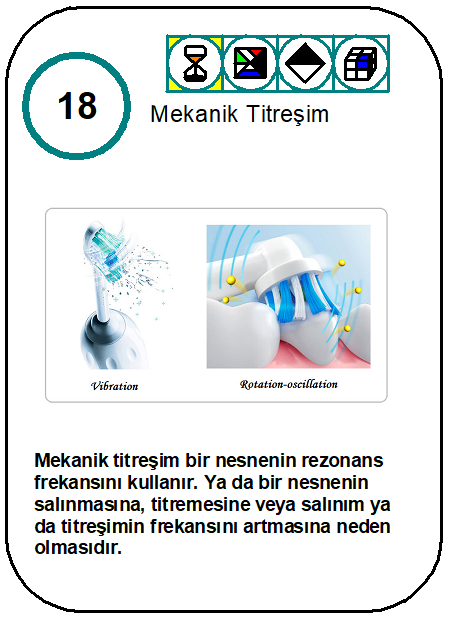 18
Mekanik Titreşim
Vibration
Rotation-oscillation
Mekanik titreşim bir nesnenin rezonans
frekansını kullanır. Ya da bir nesnenin
salınmasına, titremesine veya salınım ya
da titreşimin frekansını artmasına neden
olmasıdır.